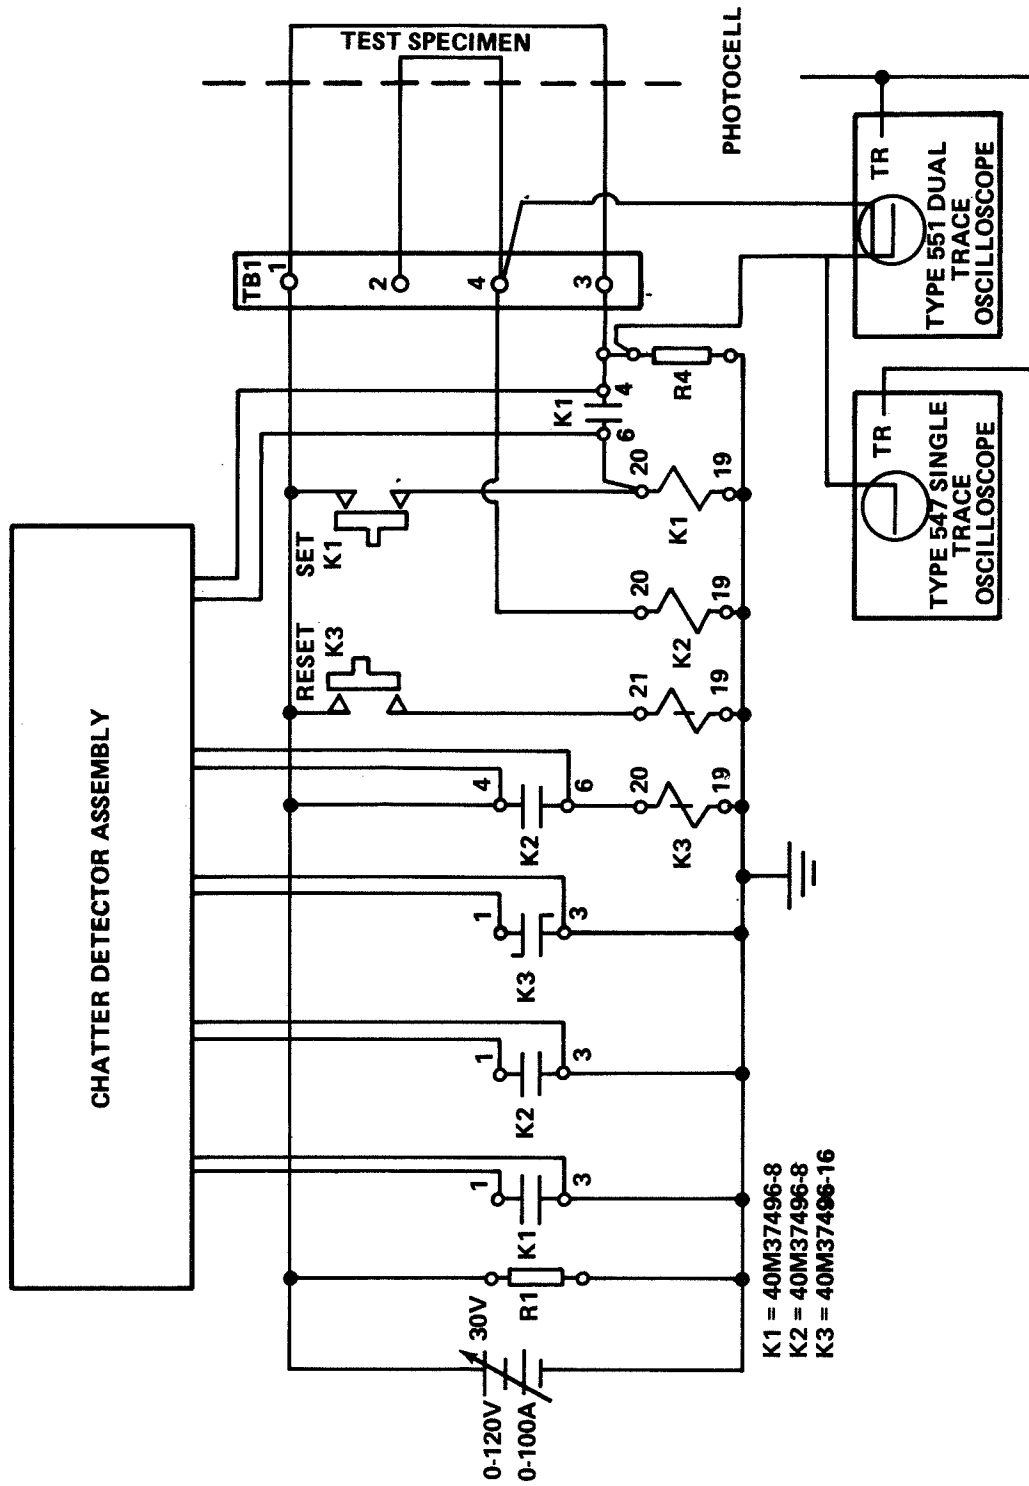 CHATTER DETECTOR ASSEMBLY
0-120V
0-100A
30V
R1
K1
1
3
K2
1
3
K3
1
3
K2
4
6
K3
20
19
RESET
K3
21
19
K2
20
19
SET
K1
K1
20
19
K1
6
4
R4
TB1
1
2
4
3
TEST SPECIMEN
PHOTOCELL
TR
TYPE 547 SINGLE
TRACE
OSCILLOSCOPE
TR
TYPE 551 DUAL
TRACE
OSCILLOSCOPE
K1 = 40M37496-8
K2 = 40M37496-8
K3 = 40M37496-16